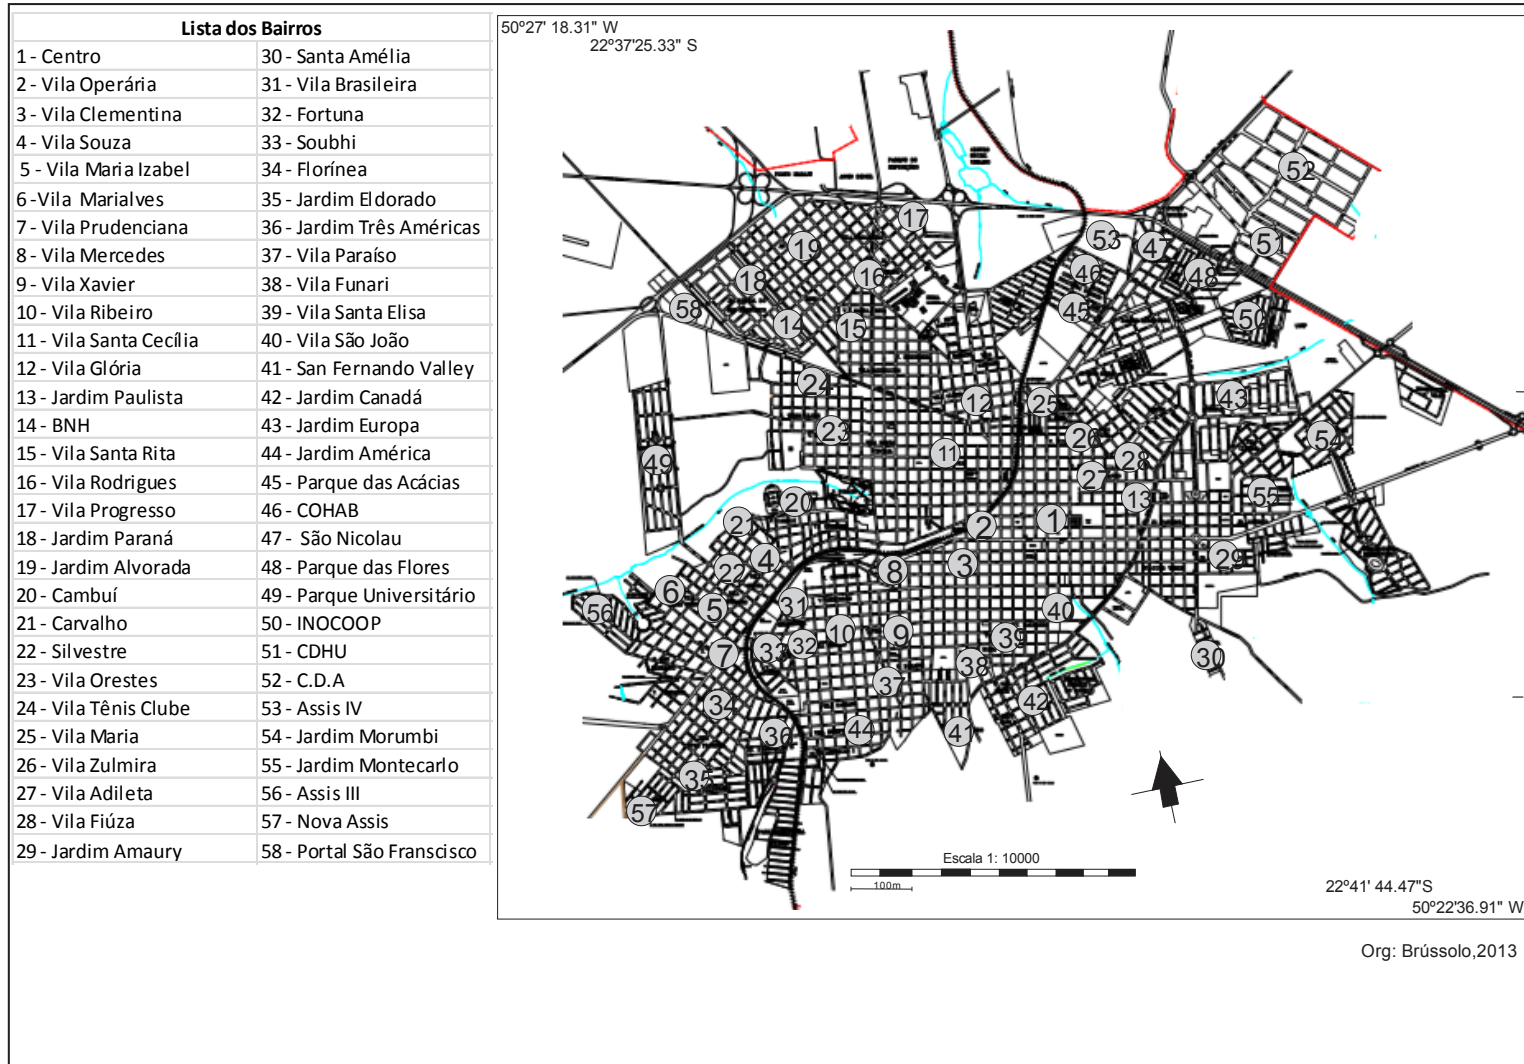 Lista dos Bairros
1 - Centro
2 - Vila Operária
3 - Vila Clementina
4 - Vila Souza
5 - Vila Maria Izabel
6 -Vila Marialves
7 - Vila Prudenciana
8 - Vila Mercedes
9 - Vila Xavier
10 - Vila Ribeiro
11 - Vila Santa Cecília
12 - Vila Glória
13 - Jardim Paulista
14 - BNH
15 - Vila Santa Rita
16 - Vila Rodrigues
17 - Vila Progresso
18 - Jardim Paraná
19 - Jardim Alvorada
20 - Cambuí
21 - Carvalho
22 - Silvestre
23 - Vila Orestes
24 - Vila Tênis Clube
25 - Vila Maria
26 - Vila Zulmira
27 - Vila Adileta
28 - Vila Fiúza
29 - Jardim Amaury
30 - Santa Amélia
31 - Vila Brasileira
32 - Fortuna
33 - Soubhi
34 - Florínea
35 - Jardim Eldorado
36 - Jardim Três Américas
37 - Vila Paraíso
38 - Vila Funari
39 - Vila Santa Elisa
40 - Vila São João
41 - San Fernando Valley
42 - Jardim Canadá
43 - Jardim Europa
44 - Jardim América
45 - Parque das Acácias
46 - COHAB
47 - São Nicolau
48 - Parque das Flores
49 - Parque Universitário
50 - INOCOOP
51 - CDHU
52 - C.D.A
53 - Assis IV
54 - Jardim Morumbi
55 - Jardim Montecarlo
56 - Assis III
57 - Nova Assis
58 - Portal São Franscisco
50º27' 18.31" W
22º37'25.33" S
52
17
53
47
51
19
46
48
16
18
58
45
50
14
15
24
43
12
25
23
26
54
11
28
49
27
55
13
20
21
1
2
4
29
3
22
8
6
31
56
5
40
10
9
39
33
32
7
30
38
37
42
34
44
41
36
35
57
Escala 1: 10000
100m
22º41' 44.47"S
50º22'36.91" W
Org: Brússolo,2013